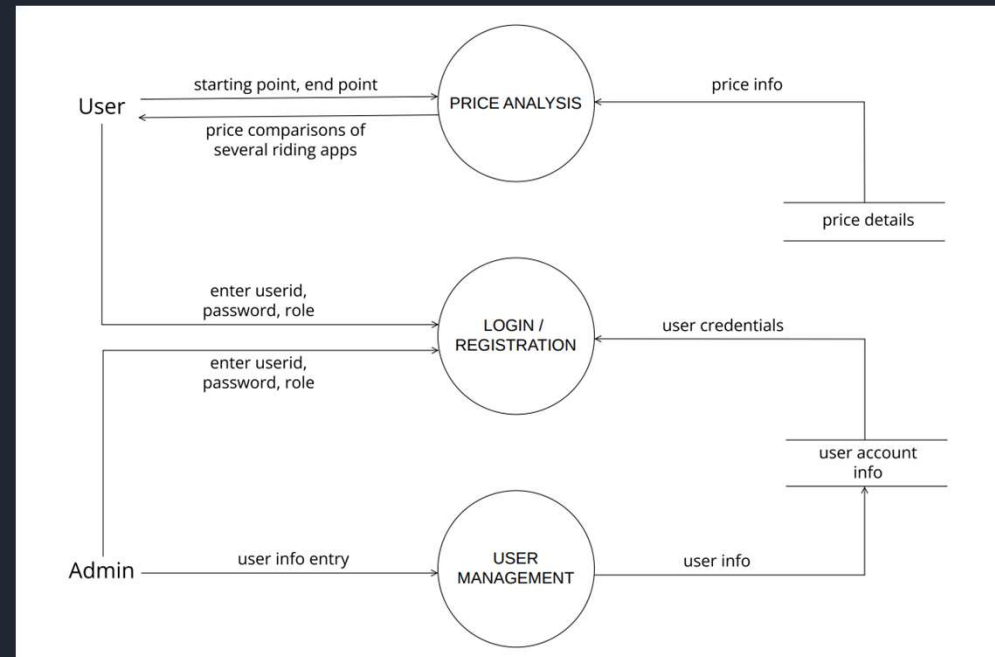 starting point, end point
User
PRICE ANALYSIS
price info
price comparisons of
several riding apps
price details
enter userid,
password, role
LOGIN /
REGISTRATION
user credentials
enter userid,
password, role
user account
info
Admin
user info entry
USER
MANAGEMENT
user info